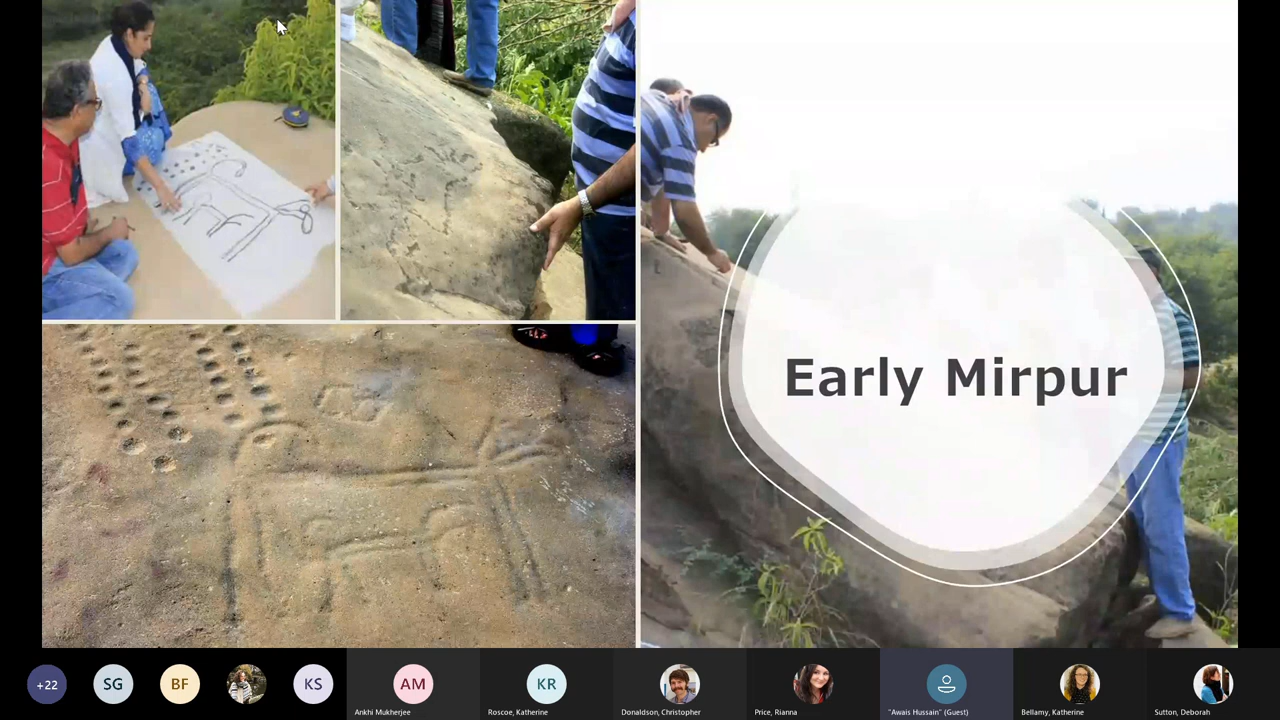 Early Mirpur
+22
SG
BF
KS
AM
Ankhi Mukherjee
KR
Roscoe, Katherine
Donaldson, Christopher
Price, Rianna
"Awais Hussain" (Guest)
Bellamy, Katherine
Sutton, Deborah